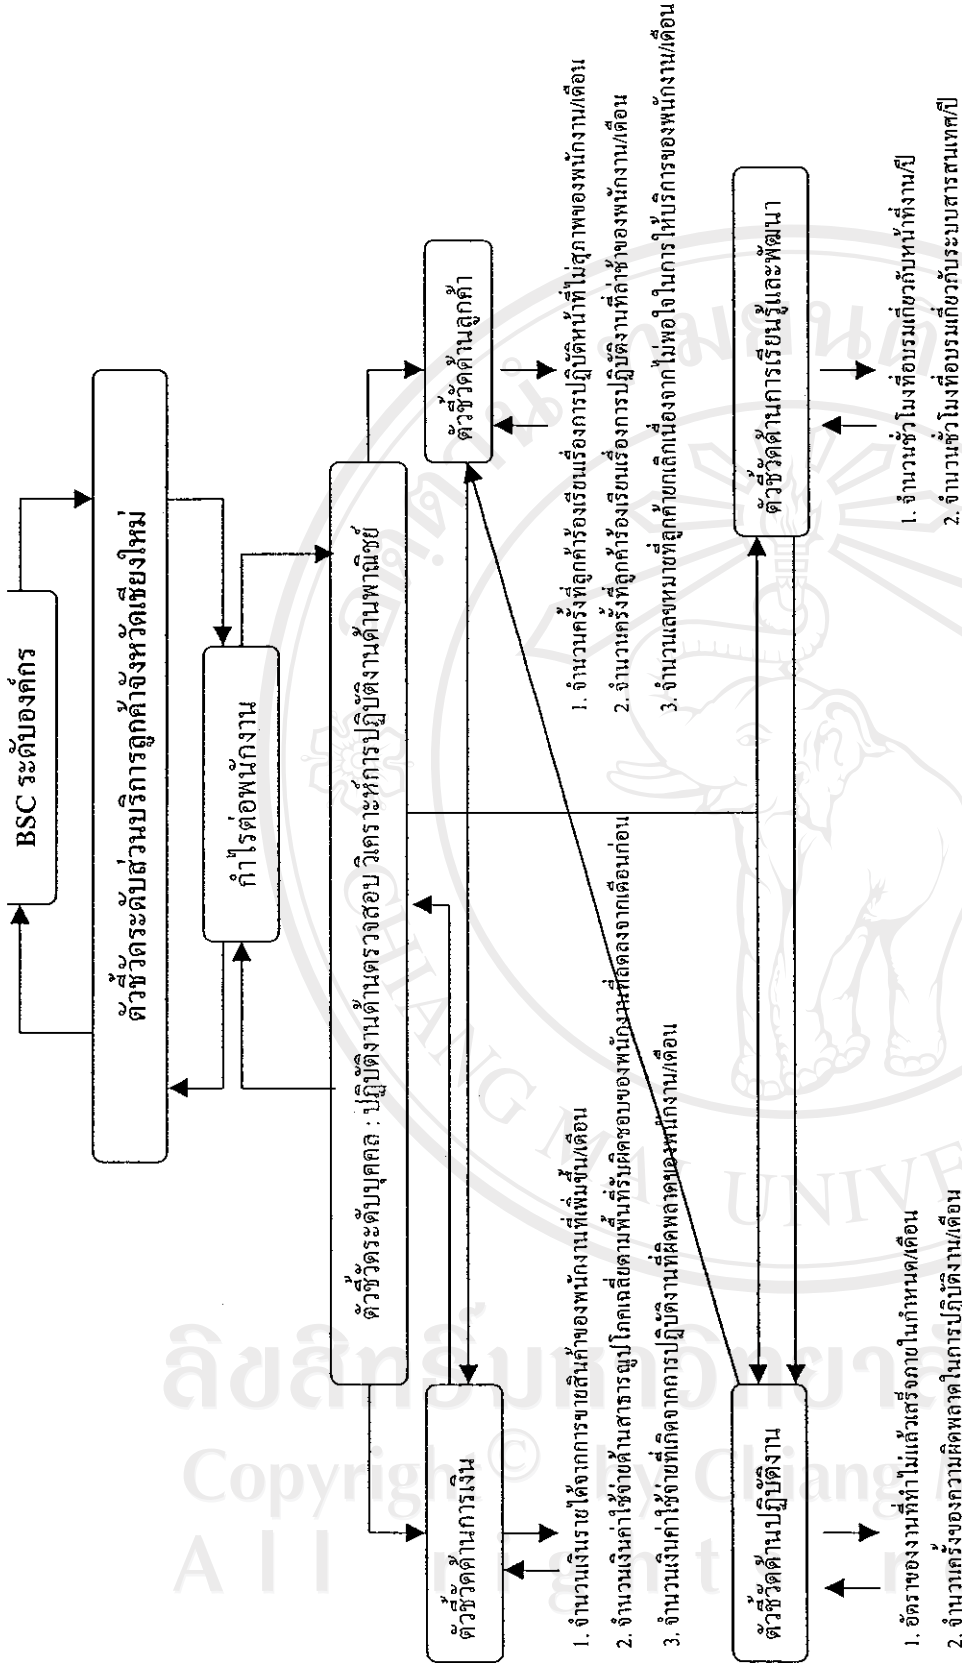 BSC ระดับองค์กร
ตัวชี้วัดระดับส่วนบริการลูกค้าจังหวัดเชียงใหม่
กำไรต่อพนักงาน
ตัวชี้วัดระดับบุคคล : ปฏิบัติงานด้านตรวจสอบ วิเคราะห์การปฏิบัติงานด้านพาณิชย์
ตัวชี้วัดด้านการเงิน
ตัวชี้วัดด้านลูกค้า
1. จำนวนเงินรายได้จากการขายสินค้าของพนักงานที่เพิ่มขึ้น/เดือน
2. จำนวนเงินค่าใช้จ่ายด้านสาธารณูปโภคเฉลี่ยตามพื้นที่รับผิดชอบของพนักงานที่ลดลงจากเดือนก่อน
3. จำนวนเงินค่าใช้จ่ายที่เกิดจากการปฏิบัติงานที่ผิดพลาดของพนักงาน/เดือน
1. จำนวนครั้งที่ลูกค้าร้องเรียนเรื่องการปฏิบัติหน้าที่ไม่สุภาพของพนักงาน/เดือน
2. จำนวนครั้งที่ลูกค้าร้องเรียนเรื่องการปฏิบัติงานที่ล่าช้าของพนักงาน/เดือน
3. จำนวนเลขหมายที่ลูกค้ายกเลิกเนื่องจากไม่พอใจในการให้บริการของพนักงาน/เดือน
ตัวชี้วัดด้านปฏิบัติงาน
ตัวชี้วัดด้านการเรียนรู้และพัฒนา
1. อัตราของงานที่ทำไม่แล้วเสร็จภายในกำหนด/เดือน
2. จำนวนครั้งของความผิดพลาดในการปฏิบัติงาน/เดือน
1. จำนวนชั่วโมงที่อบรมเกี่ยวกับหน้าที่งาน/ปี
2. จำนวนชั่วโมงที่อบรมเกี่ยวกับระบบสารสนเทศ/ปี
CHIANG MAI UNIVE
Copyright © by Chiang
All right r